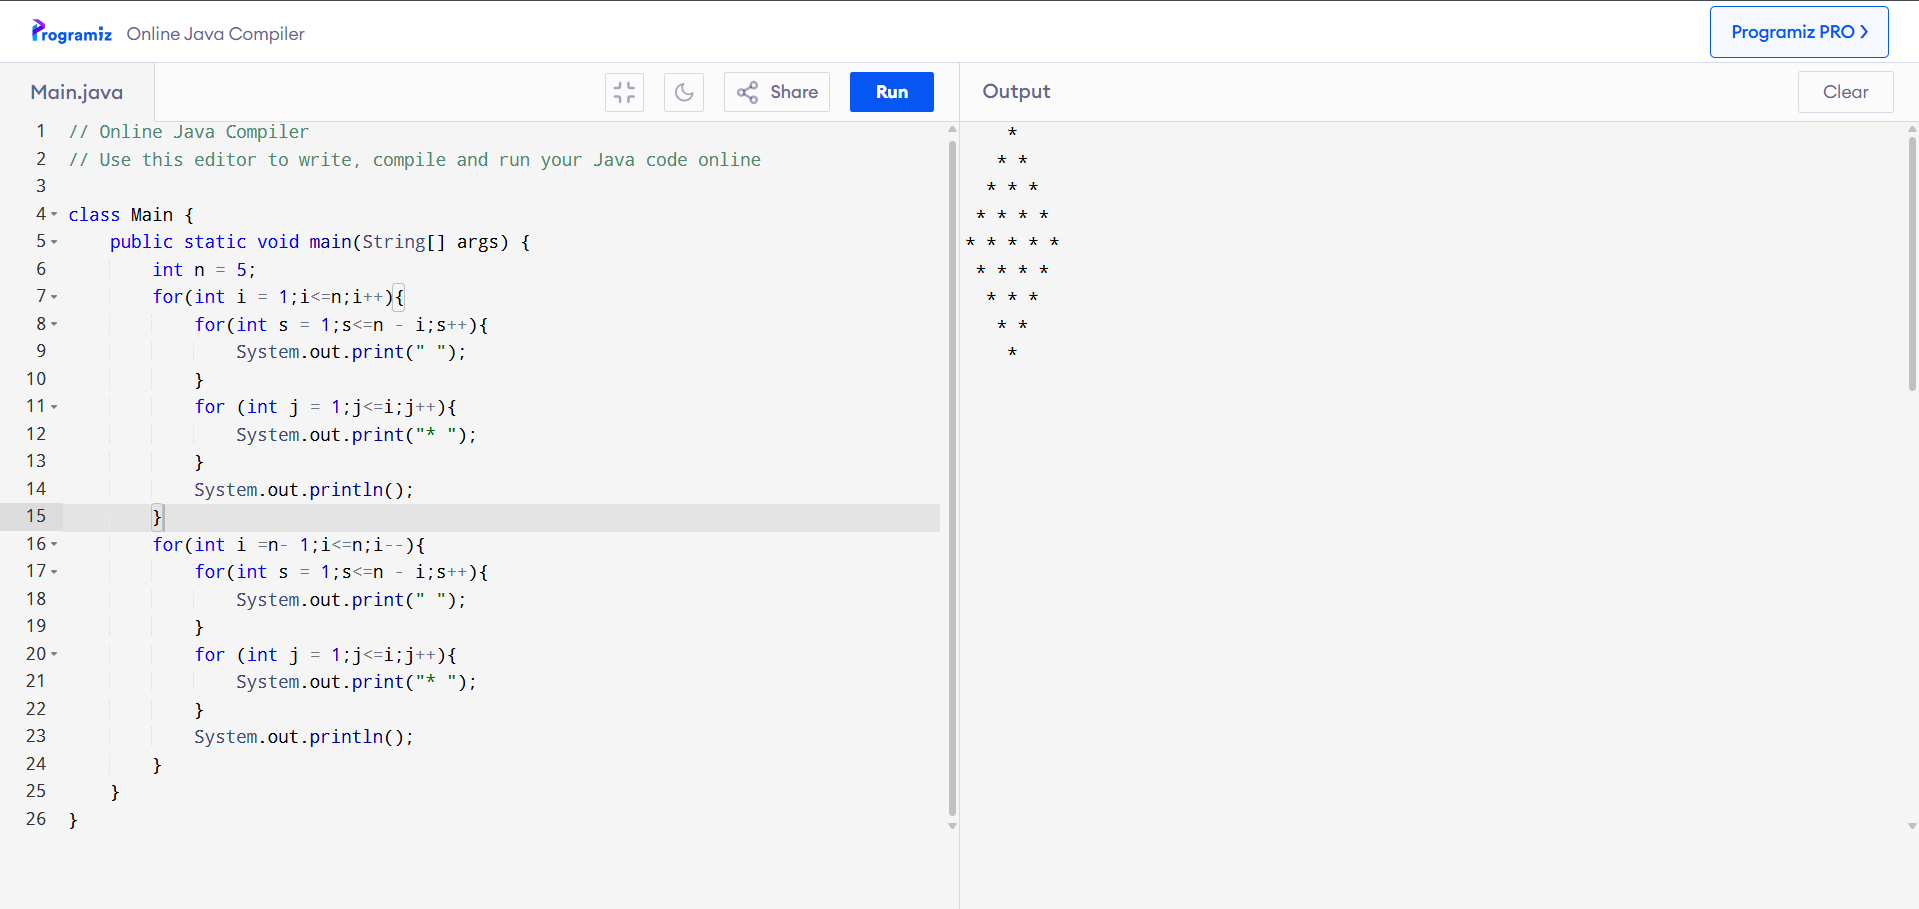 Programiz Online Java Compiler
Programiz PRO >
Main.java
Share
Run
Output
Clear
1 // Online Java Compiler
2 // Use this editor to write, compile and run your Java code online
3
4 class Main {
5     public static void main(String[] args) {
6         int n = 5;
7         for(int i = 1;i<=n;i++){
8             for(int s = 1;s<=n - i;s++){
9                 System.out.print(" ");
10             }
11             for (int j = 1;j<=i;j++){
12                 System.out.print("* ");
13             }
14             System.out.println();
15         }
16         for(int i =n- 1;i<=n;i--){
17             for(int s = 1;s<=n - i;s++){
18                 System.out.print(" ");
19             }
20             for (int j = 1;j<=i;j++){
21                 System.out.print("* ");
22             }
23             System.out.println();
24         }
25     }
26 }
    *
   * *
  * * *
 * * * *
* * * * *
 * * * *
  * * *
   * *
    *